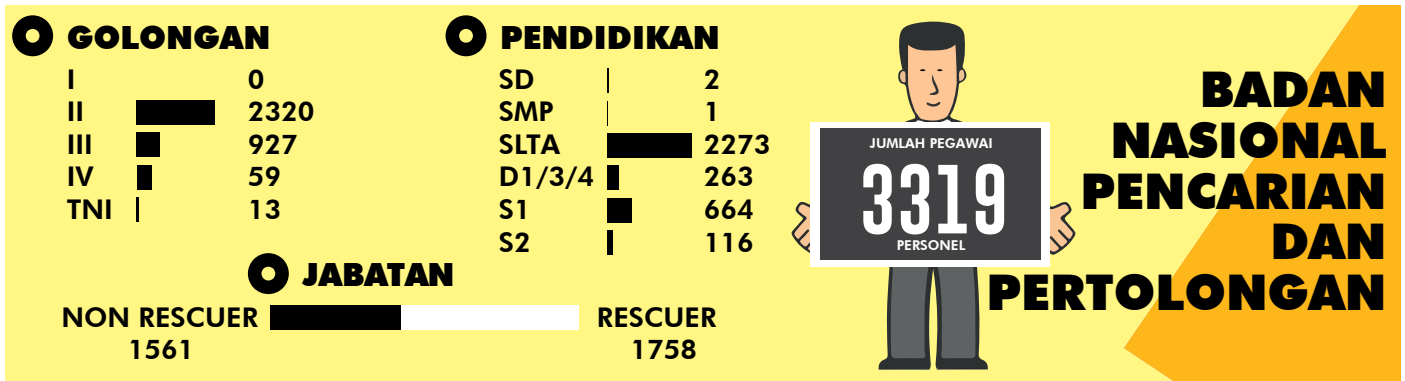 GOLONGAN
I 0
II 2320
III 927
IV 59
TNI 13
PENDIDIKAN
SD 2
SMP 1
SLTA 2273
D1/3/4 263
S1 664
S2 116
JABATAN
NON RESCUER
1561
RESCUER
1758
JUMLAH PEGAWAI
3319
PERSONEL
BADAN
NASIONAL
PENCARIAN
DAN
PERTOLONGAN